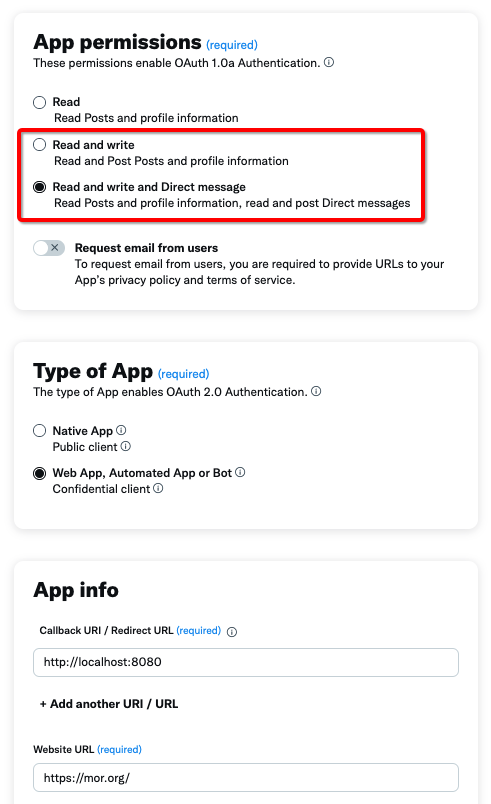 App permissions (required)
These permissions enable OAuth 1.0a Authentication.
Read
Read Posts and profile information
Read and write
Read and Post Posts and profile information
Read and write and Direct message
Read Posts and profile information, read and post Direct messages
Request email from users
To request email from users, you are required to provide URLs to your
App's privacy policy and terms of service.
Type of App (required)
The type of App enables OAuth 2.0 Authentication.
Native App
Public client
Web App, Automated App or Bot
Confidential client
App info
Callback URI / Redirect URL (required)
http://localhost:8080
+ Add another URI / URL
Website URL (required)
https://mor.org/